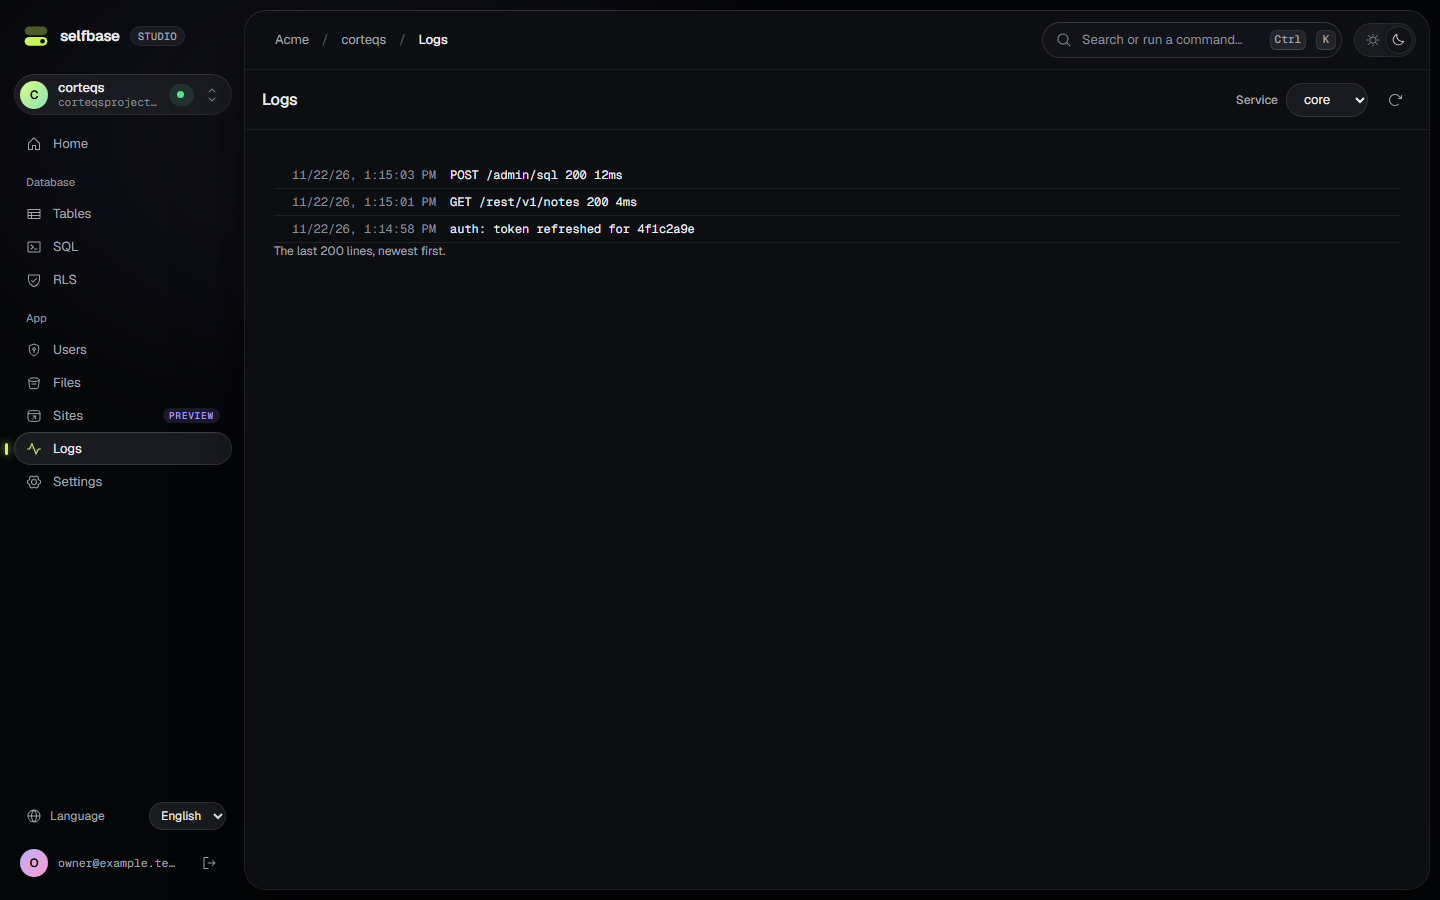 selfbase STUDIO
C corteqs
corteqsproject…
Home
Database
Tables
SQL
RLS
App
Users
Files
Sites PREVIEW
Logs
Settings
Language English
O owner@example.te…
Acme / corteqs / Logs
Search or run a command... Ctrl K
Logs
Service core
11/22/26, 1:15:03 PM POST /admin/sql 200 12ms
11/22/26, 1:15:01 PM GET /rest/v1/notes 200 4ms
11/22/26, 1:14:58 PM auth: token refreshed for 4f1c2a9e
The last 200 lines, newest first.